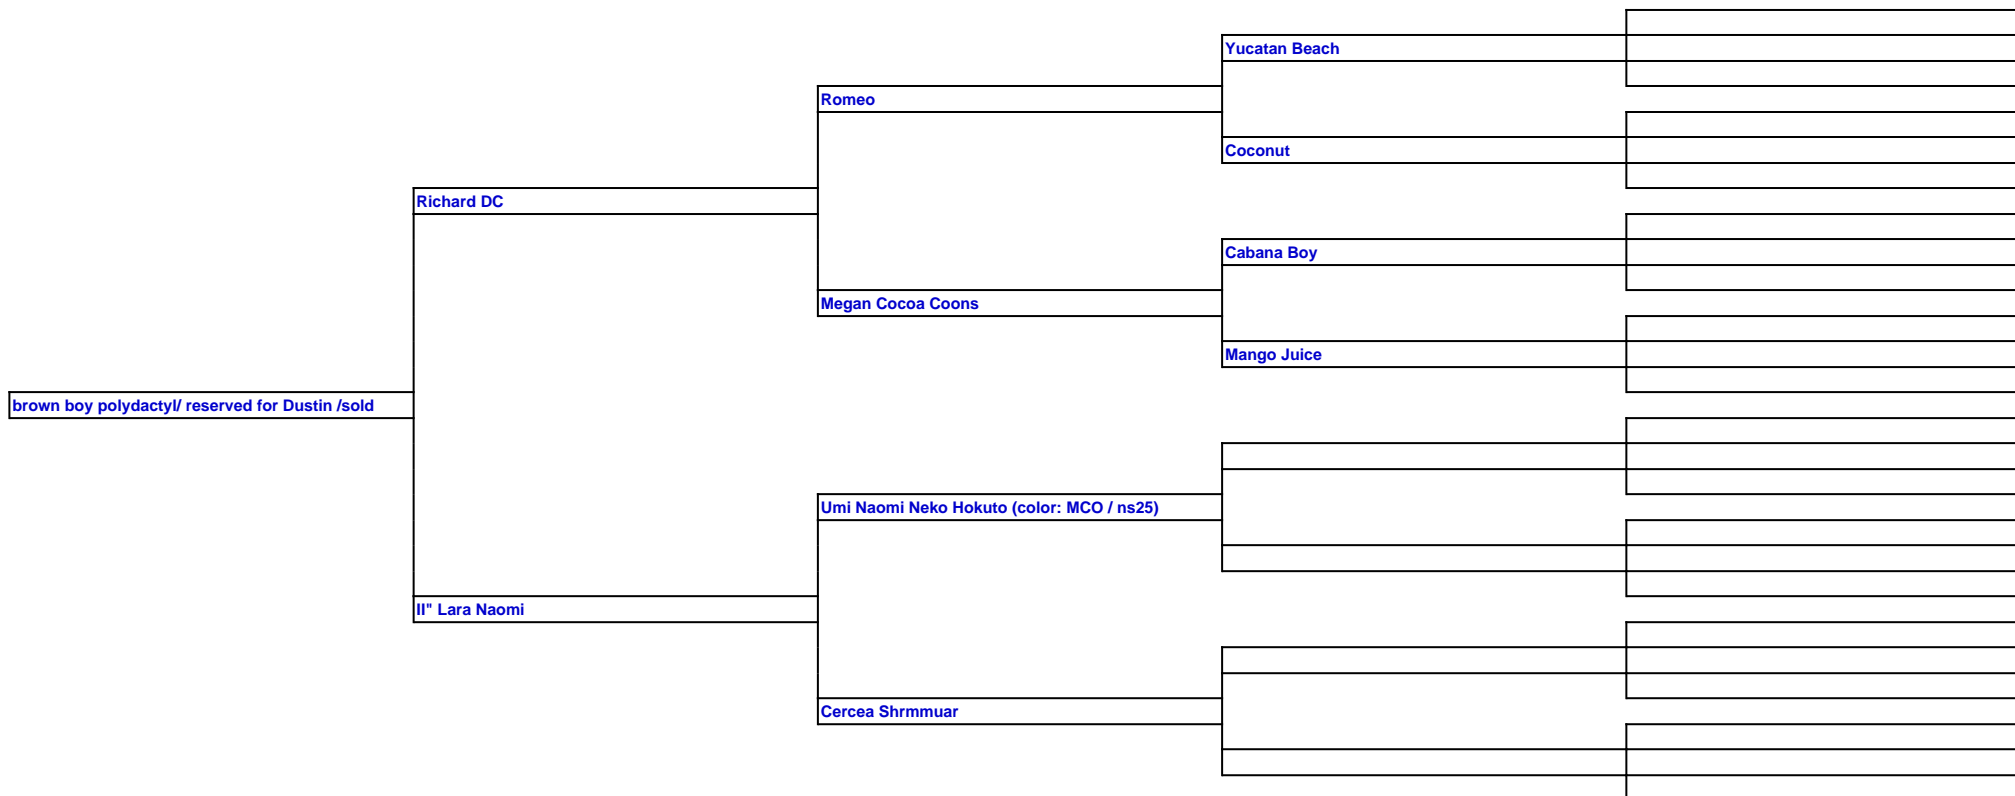 Yucatan Beach
Romeo
Coconut
Richard DC
Cabana Boy
Megan Cocoa Coons
Mango Juice
brown boy polydactyl/ reserved for Dustin /sold
Umi Naomi Neko Hokuto (color: MCO / ns25)
II" Lara Naomi
Cercea Shrmmuar